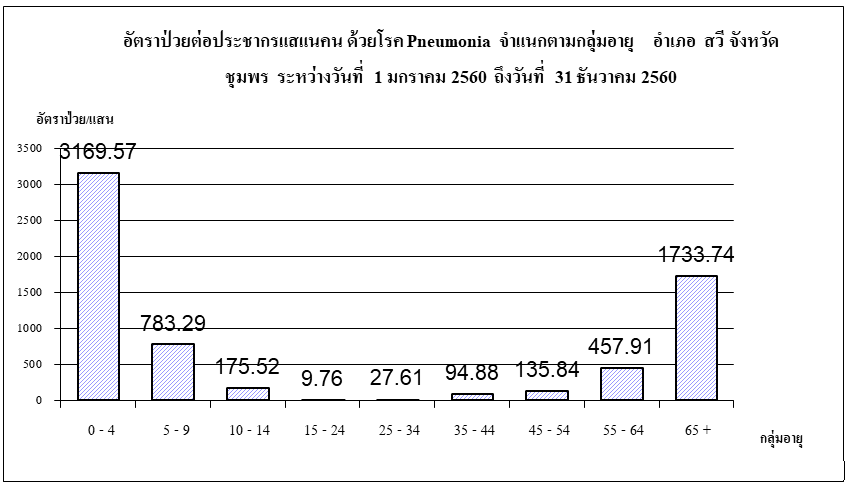 อัตราป่วยต่อประชากรแสแนคน ด้วยโรค Pneumonia จำแนกตามกลุ่มอายุ อำเภอ สวี จังหวัด
ชุมพร ระหว่างวันที่ 1 มกราคม 2560 ถึงวันที่ 31 ธันวาคม 2560
อัตราป่วย/แสน
3500
3000
2500
2000
1500
1000
500
0
3169.57
783.29
175.52
9.76
27.61
94.88
135.84
457.91
1733.74
0 - 4
5 - 9
10 - 14
15 - 24
25 - 34
35 - 44
45 - 54
55 - 64
65 +
กลุ่มอายุ